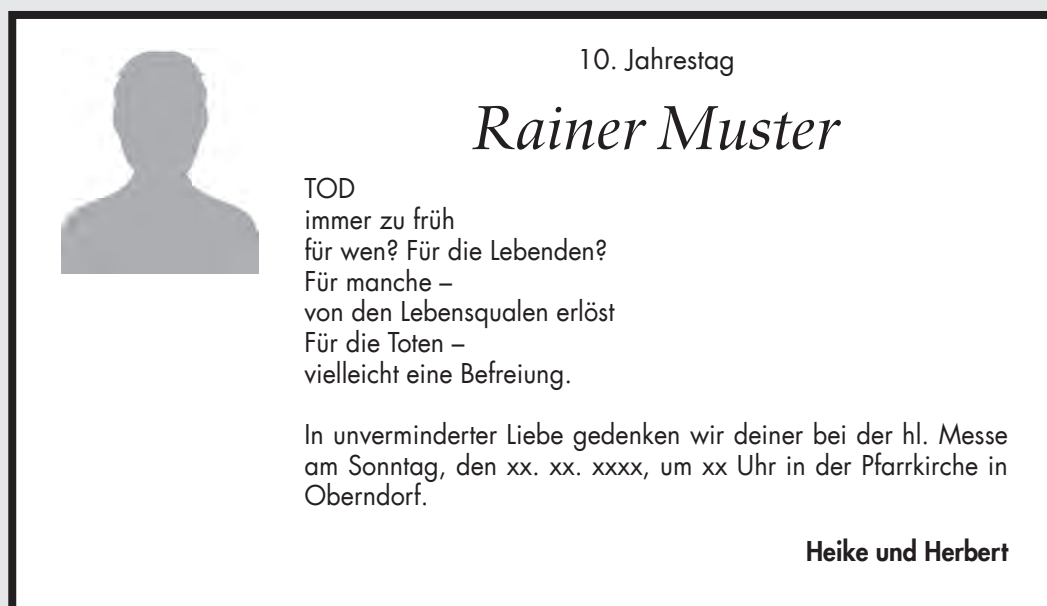 10. Jahrestag
Rainer Muster
TOD
immer zu früh
für wen? Für die Lebenden?
Für manche –
von den Lebensqualen erlöst
Für die Toten –
vielleicht eine Befreiung.
In unverminderter Liebe gedenken wir deiner bei der hl. Messe
am Sonntag, den xx. xx. xxxx, um xx Uhr in der Pfarrkirche in
Oberndorf.
Heike und Herbert